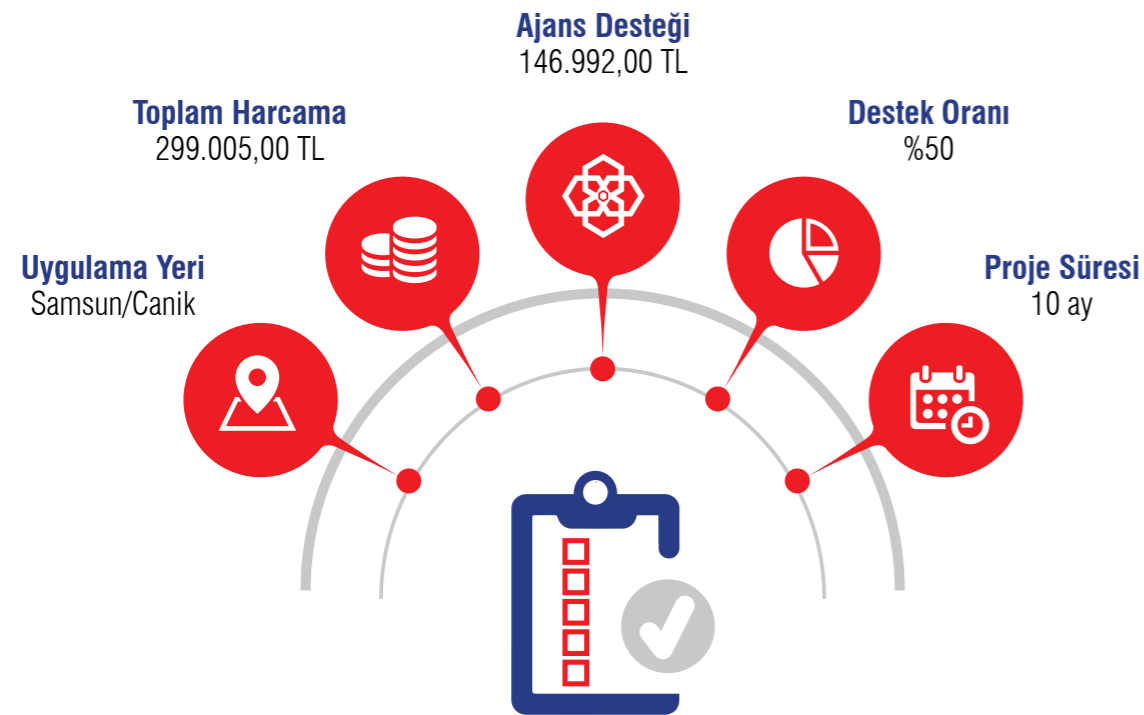 Uygulama Yeri
Samsun/Canik
Toplam Harcama
299.005,00 TL
Ajans Desteği
146.992,00 TL
Destek Oranı
%50
Proje Süresi
10 ay